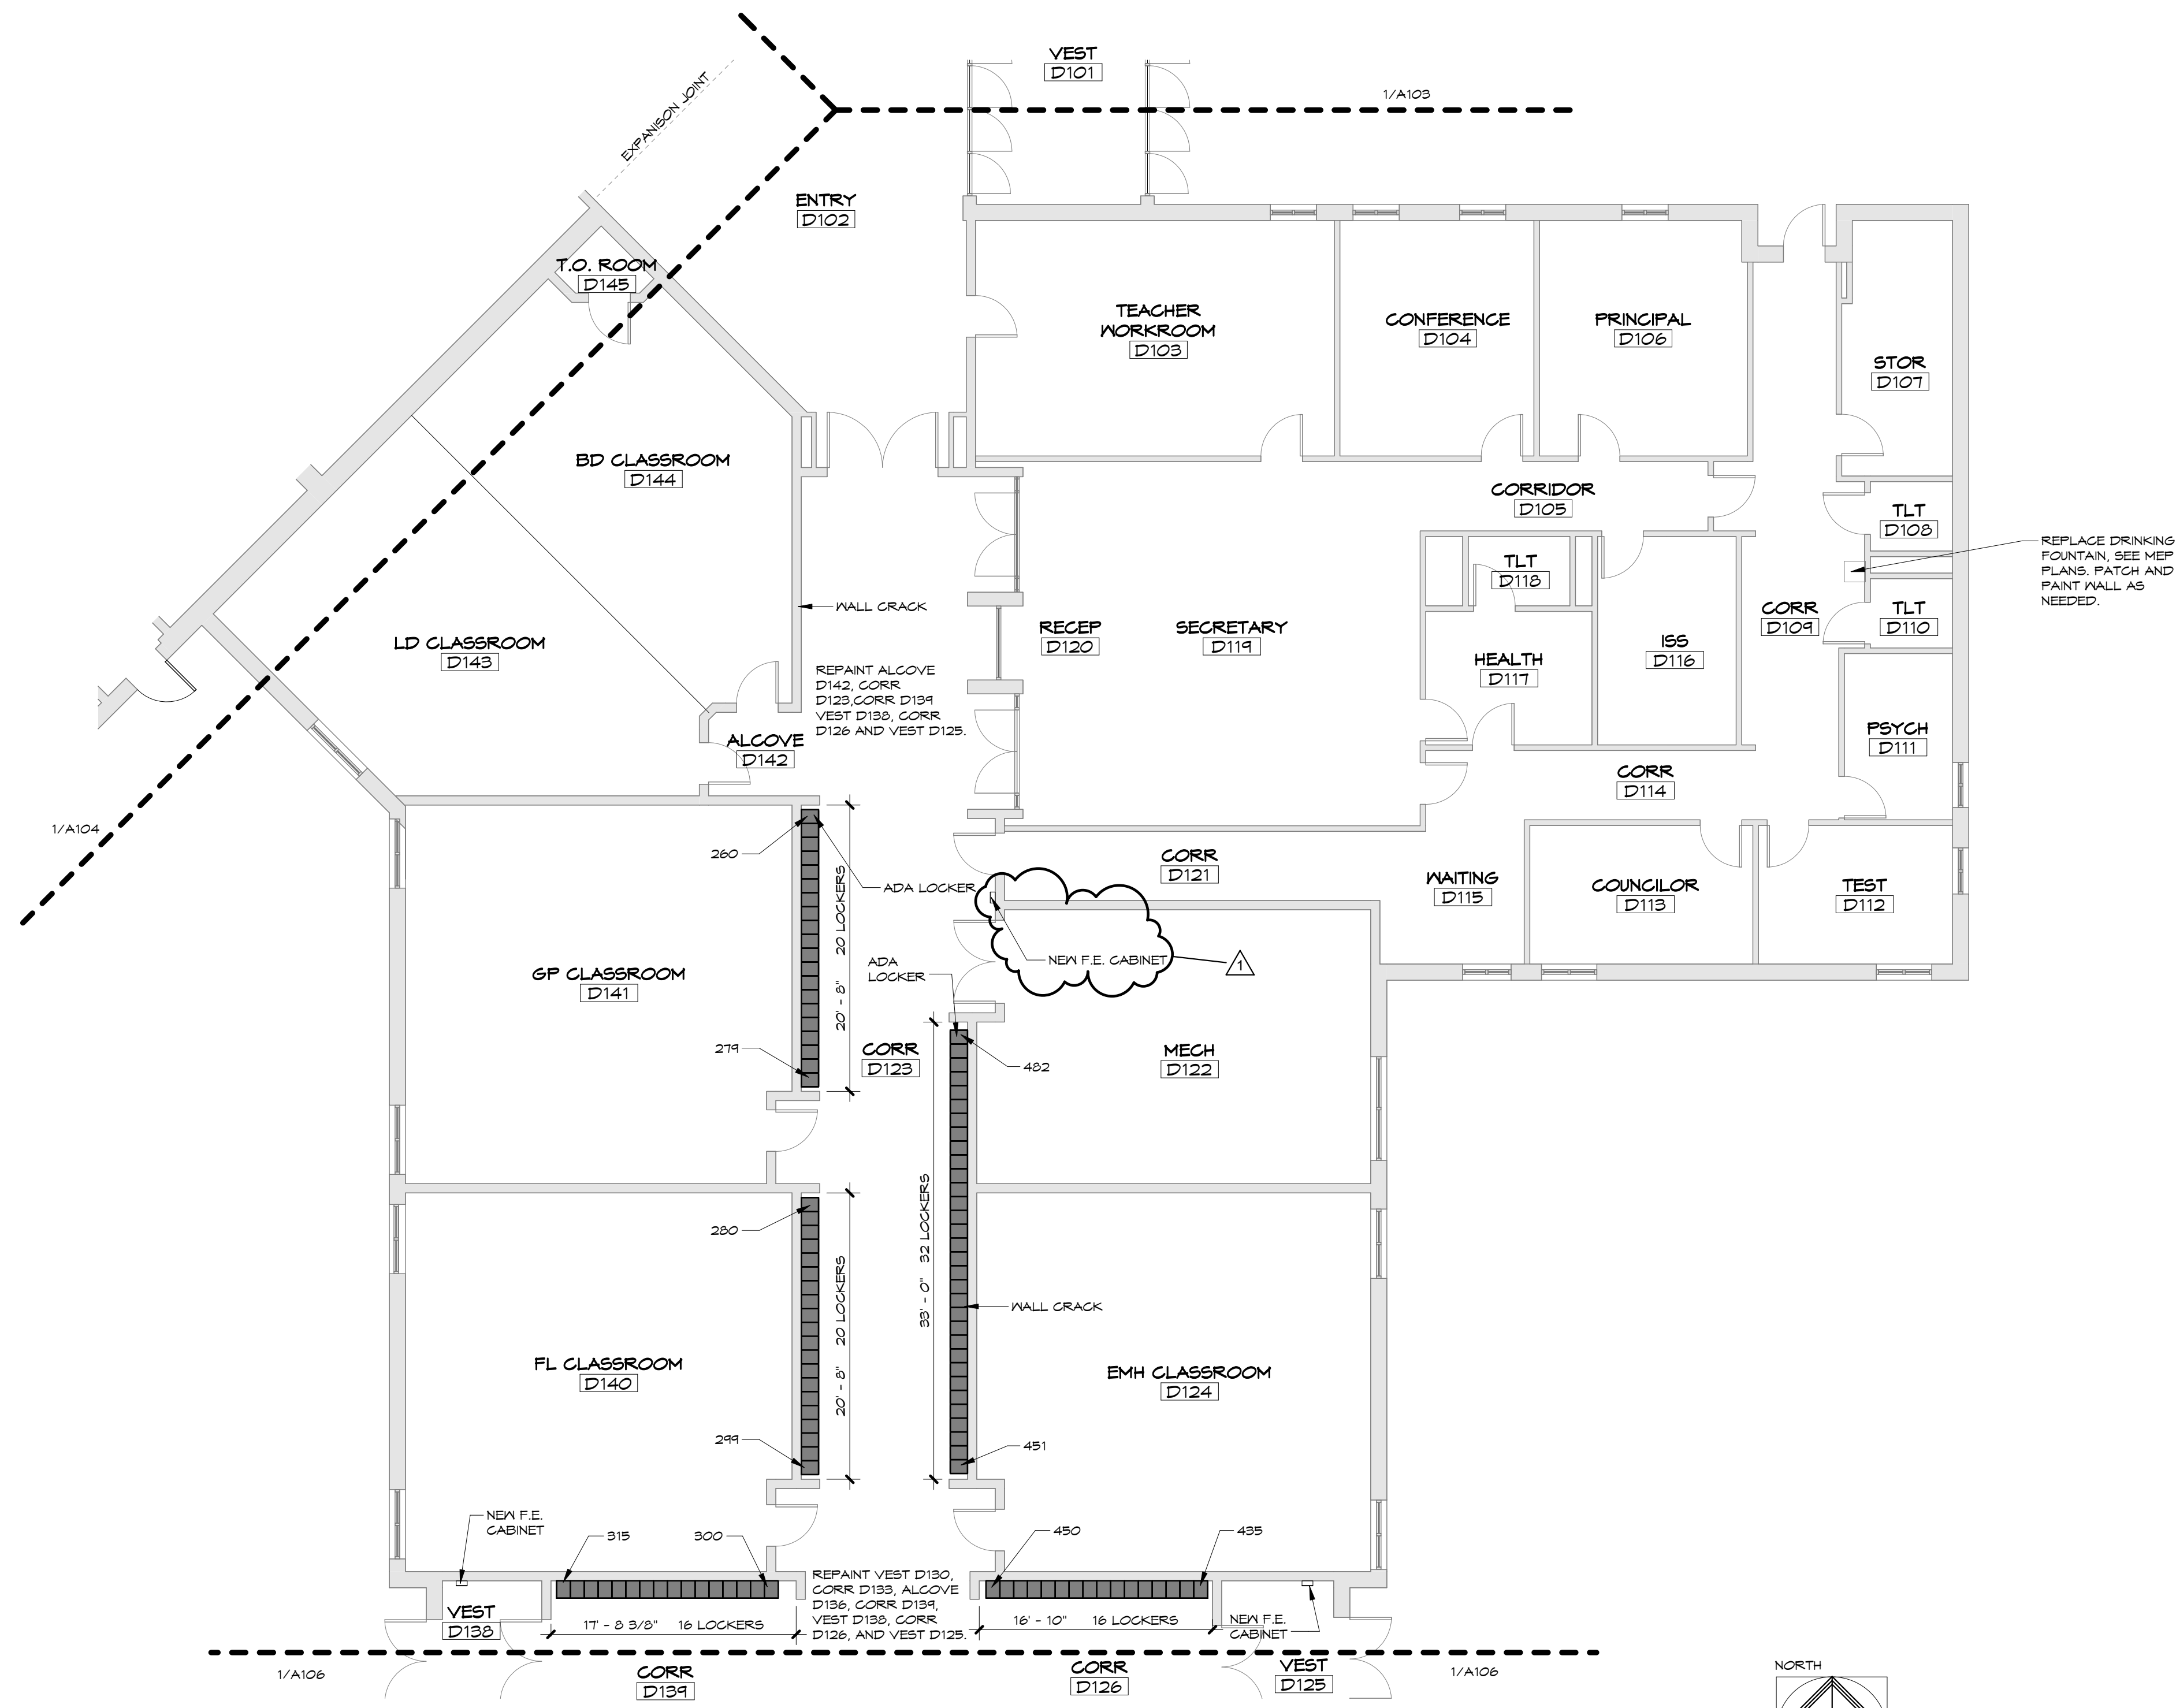 VEST
D101
1/A103
EXPANISON JOINT
ENTRY
D102
T.O. ROOM
D145
TEACHER
WORKROOM
D103
CONFERENCE
D104
PRINCIPAL
D106
STOR
D107
BD CLASSROOM
D144
CORRIDOR
D105
TLT
D108
REPLACE DRINKING
FOUNTAIN, SEE MEP
PLANS. PATCH AND
PAINT WALL AS
NEEDED.
TLT
D118
WALL CRACK
TLT
D110
CORR
D109
RECEP
D120
SECRETARY
D119
LD CLASSROOM
D143
ISS
D116
HEALTH
D117
REPAINT ALCOVE
D142, CORR
D123,CORR D139
VEST D138, CORR
D126 AND VEST D125.
PSYCH
D111
ALCOVE
D142
CORR
D114
1/A104
260
ADA LOCKER
20' - 8" 20 LOCKERS
CORR
D121
WAITING
D115
COUNCILOR
D113
TEST
D112
NEW F.E. CABINET
1
ADA
LOCKER
GP CLASSROOM
D141
279
CORR
D123
482
MECH
D122
280
33' - 0" 32 LOCKERS
20' - 8" 20 LOCKERS
WALL CRACK
FL CLASSROOM
D140
EMH CLASSROOM
D124
299
451
NEW F.E.
CABINET
315
300
450
435
REPAINT VEST D130,
CORR D133, ALCOVE
D136, CORR D139,
VEST D138, CORR
D126, AND VEST D125.
VEST
D138
17' - 8 3/8" 16 LOCKERS
16' - 10" 16 LOCKERS
NEW F.E.
CABINET
1/A106
CORR
D139
CORR
D126
VEST
D125
1/A106
NORTH